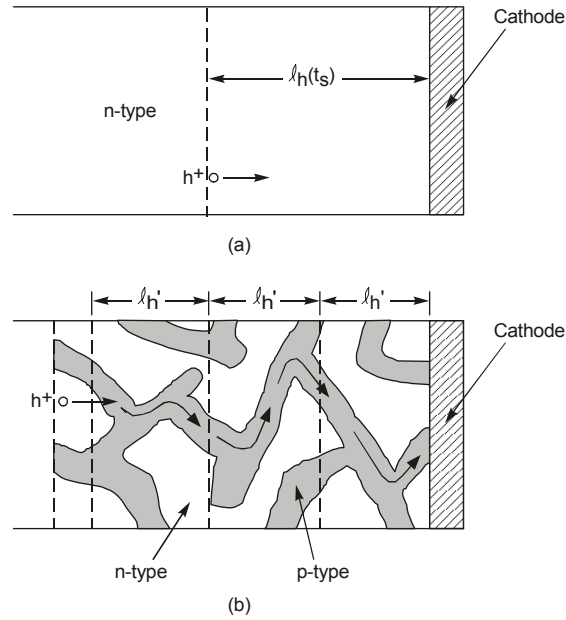 Cathode
ℓh(ts)
n-type
h+
(a)
ℓh' ℓh' ℓh'
Cathode
h+
n-type p-type
(b)